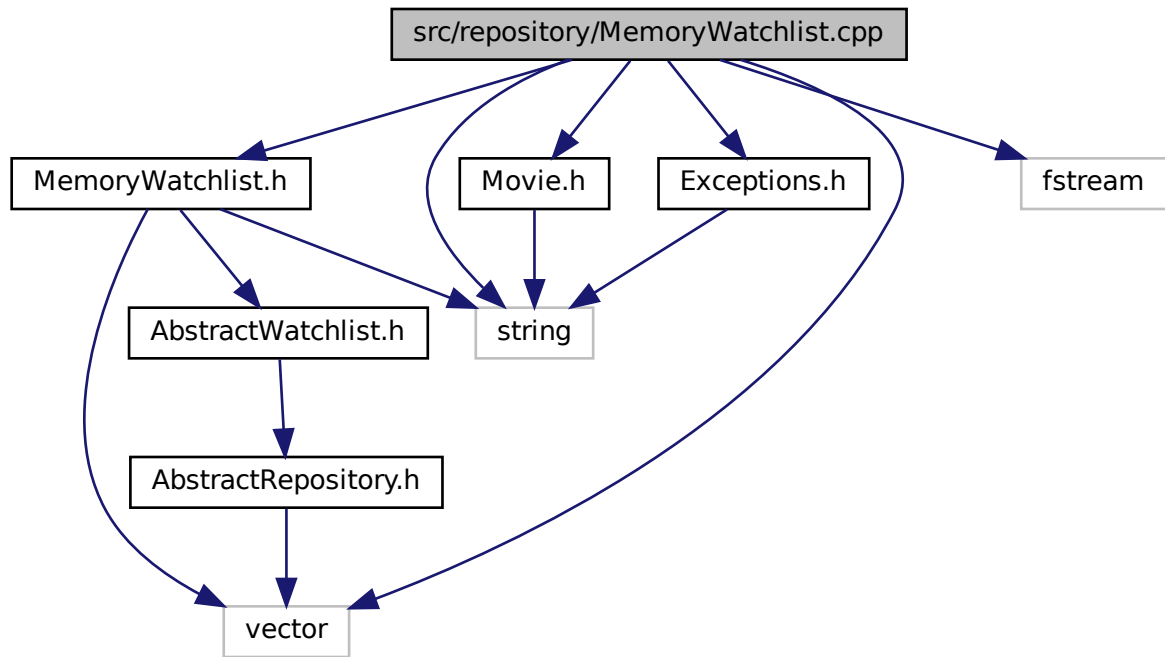 src/repository/MemoryWatchlist.cpp
MemoryWatchlist.h
Movie.h
Exceptions.h
fstream
AbstractWatchlist.h
string
AbstractRepository.h
vector